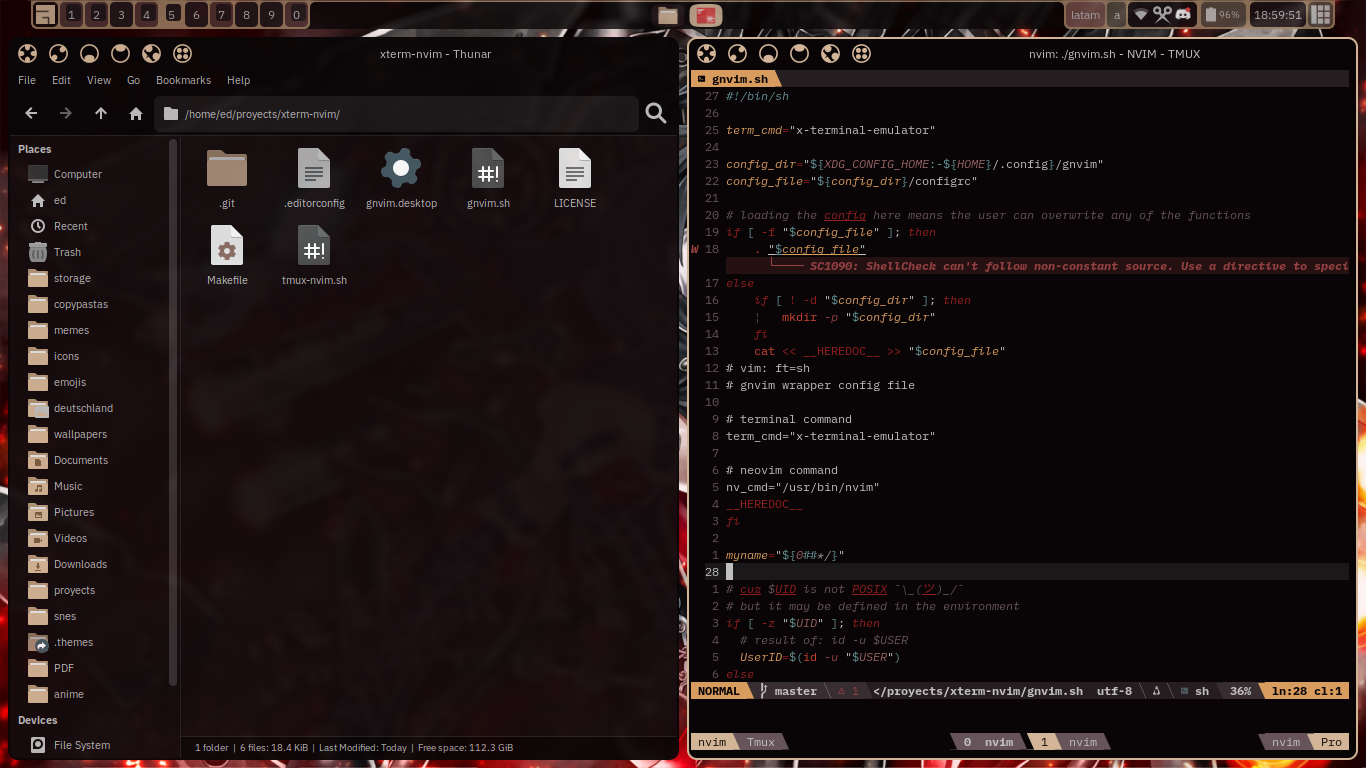 1 2 3 4 5 6 7 8 9 0
latam a 96% 18:59:51
xterm-nvim - Thunar
File Edit View Go Bookmarks Help
/home/ed/proyects/xterm-nvim/
Places
Computer
ed
Recent
Trash
storage
copypastas
memes
icons
emojis
deutschland
wallpapers
Documents
Music
Pictures
Videos
Downloads
proyects
snes
.themes
PDF
anime
Devices
File System
.git .editorconfig gnvim.desktop gnvim.sh LICENSE
Makefile tmux-nvim.sh
1 folder | 6 files: 18.4 KiB | Last Modified: Today | Free space: 112.3 GiB
nvim: ./gnvim.sh - NVIM - TMUX
gnvim.sh
27 #!/bin/sh
26
25 term_cmd="x-terminal-emulator"
24
23 config_dir="${XDG_CONFIG_HOME:-${HOME}/.config}/gnvim"
22 config_file="${config_dir}/configrc"
21
20 # loading the config here means the user can overwrite any of the functions
19 if [ -f "$config_file" ]; then
W 18     . "$config_file"
└──── SC1090: ShellCheck can't follow non-constant source. Use a directive to speci
17 else
16     if [ ! -d "$config_dir" ]; then
15     ¦   mkdir -p "$config_dir"
14     fi
13     cat << __HEREDOC__ >> "$config_file"
12 # vim: ft=sh
11 # gnvim wrapper config file
10
9 # terminal command
8 term_cmd="x-terminal-emulator"
7
6 # neovim command
5 nv_cmd="/usr/bin/nvim"
4 __HEREDOC__
3 fi
2
1 myname="${0##*/}"
28
1 # cuz $UID is not POSIX ¯\_(ツ)_/¯
2 # but it may be defined in the environment
3 if [ -z "$UID" ]; then
4   # result of: id -u $USER
5   UserID=$(id -u "$USER")
6 else
NORMAL master 1 </proyects/xterm-nvim/gnvim.sh utf-8 sh 36% ln:28 cl:1
nvim Tmux 0 nvim 1 nvim nvim Pro